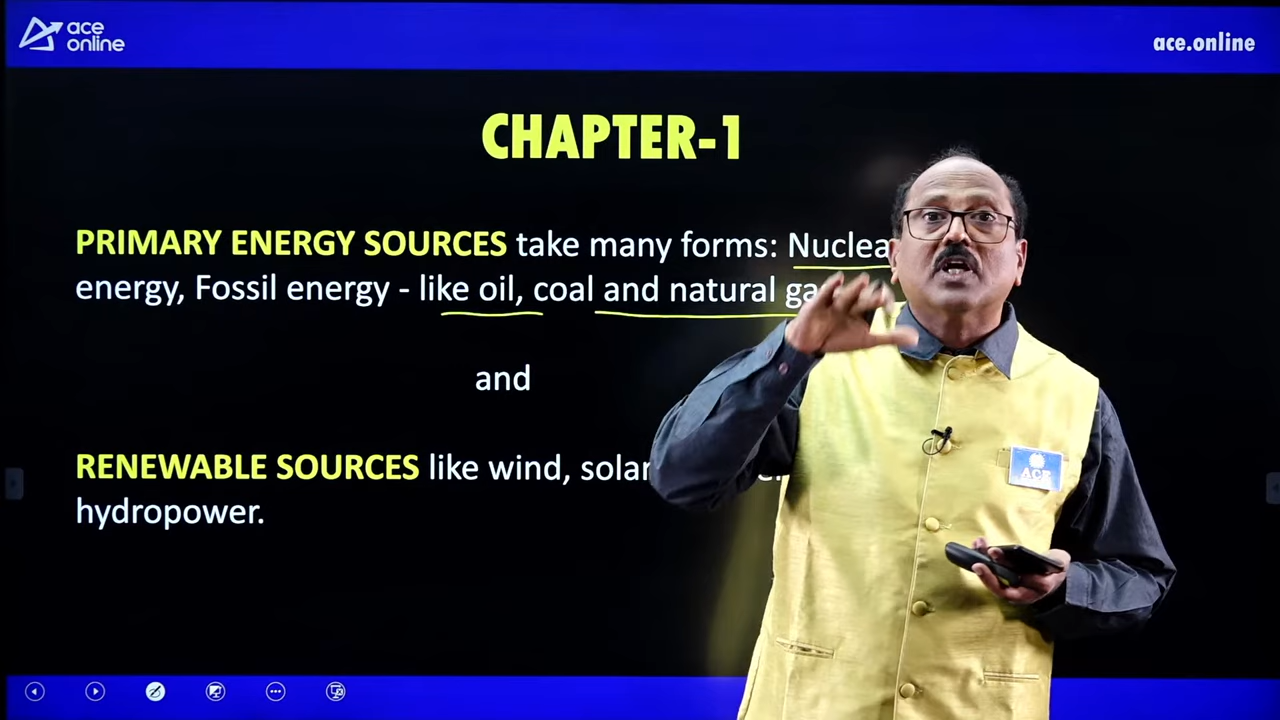 ace
online
ace.online
CHAPTER-1
PRIMARY ENERGY SOURCES take many forms: Nuclea
energy, Fossil energy - like oil, coal and natural ga
and
RENEWABLE SOURCES like wind, solar
hydropower.
ACE